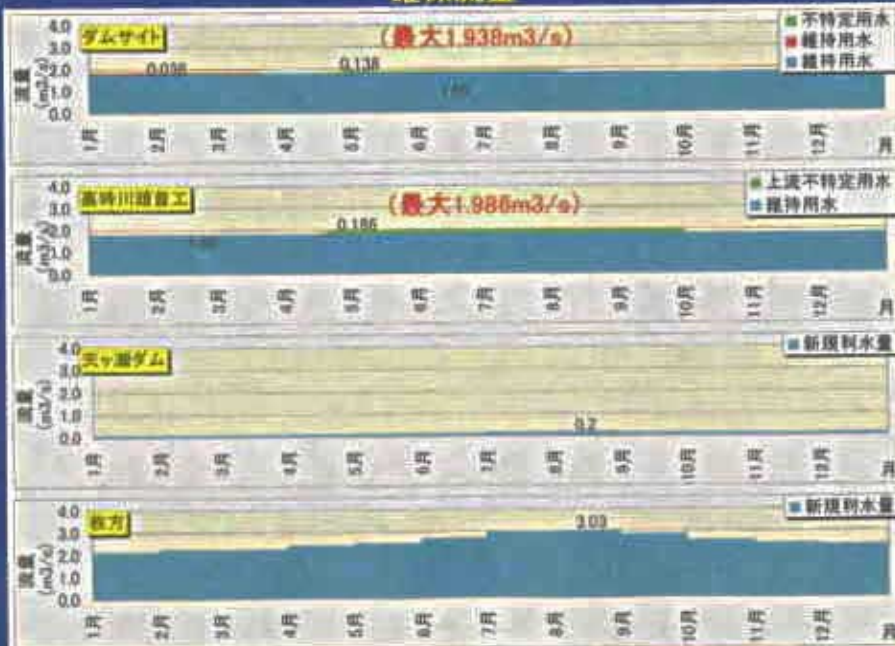 ダムサイト
(最大1.938m3/s)
不特定用水
維持用水
維持用水
流量
(m3/s)
4.0
3.0
2.0
1.0
0.0
0.138
1月
2月
3月
4月
5月
6月
7月
8月
9月
10月
11月
12月
月
高時川頭首工
(最大1.986m3/s)
上流不特定用水
維持用水
流量
(m3/s)
4.0
3.0
2.0
1.0
0.0
0.186
1月
2月
3月
4月
5月
6月
7月
8月
9月
10月
11月
12月
月
天ヶ瀬ダム
新規利水量
流量
(m3/s)
4.0
3.0
2.0
1.0
0.0
0.2
1月
2月
3月
4月
5月
6月
7月
8月
9月
10月
11月
12月
月
枚方
新規利水量
流量
(m3/s)
4.0
3.0
2.0
1.0
0.0
3.03
1月
2月
3月
4月
5月
6月
7月
8月
9月
10月
11月
12月
月